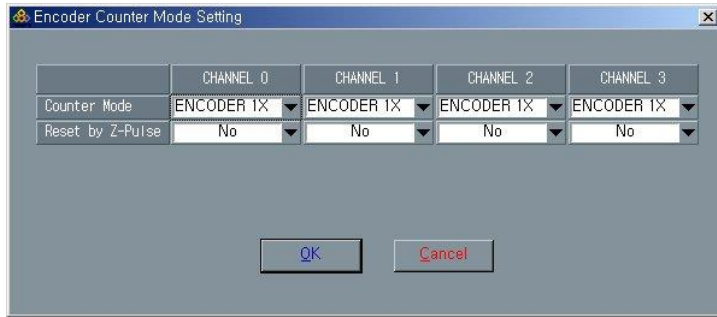 Encoder Counter Mode Setting
CHANNEL 0 CHANNEL 1 CHANNEL 2 CHANNEL 3
Counter Mode ENCODER 1X ENCODER 1X ENCODER 1X ENCODER 1X
Reset by Z-Pulse No No No No
OK Cancel